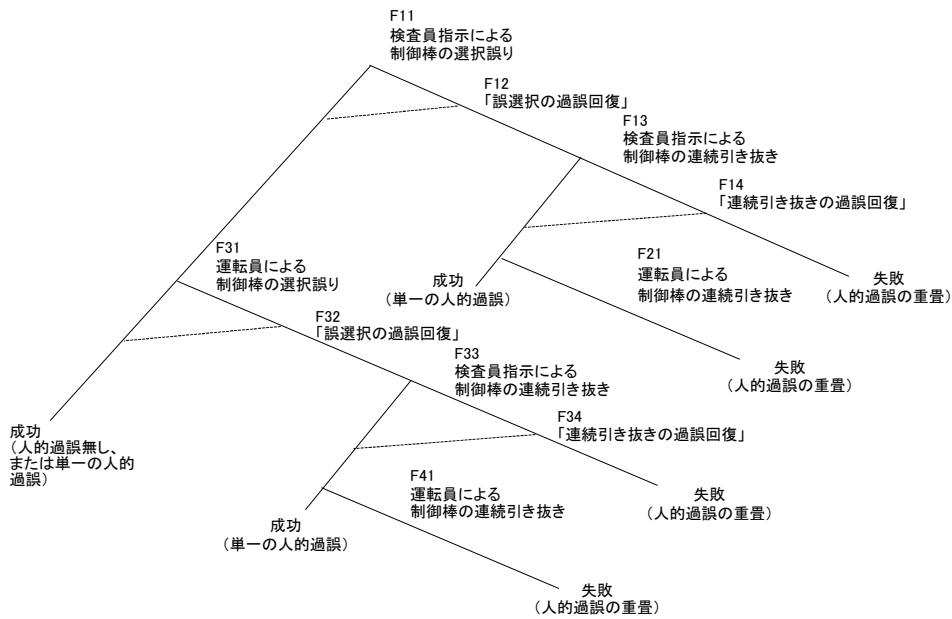 F11
検査員指示による
制御棒の選択誤り
F12
「誤選択の過誤回復」
F13
検査員指示による
制御棒の連続引き抜き
F14
「連続引き抜きの過誤回復」
F31
運転員による
制御棒の選択誤り
成功
（単一の人的過誤）
F21
運転員による
制御棒の連続引き抜き
失敗
（人的過誤の重畳）
F32
「誤選択の過誤回復」
F33
検査員指示による
制御棒の連続引き抜き
失敗
（人的過誤の重畳）
成功
（人的過誤無し、
または単一の人的
過誤）
F34
「連続引き抜きの過誤回復」
F41
運転員による
制御棒の連続引き抜き
失敗
（人的過誤の重畳）
成功
（単一の人的過誤）
失敗
（人的過誤の重畳）